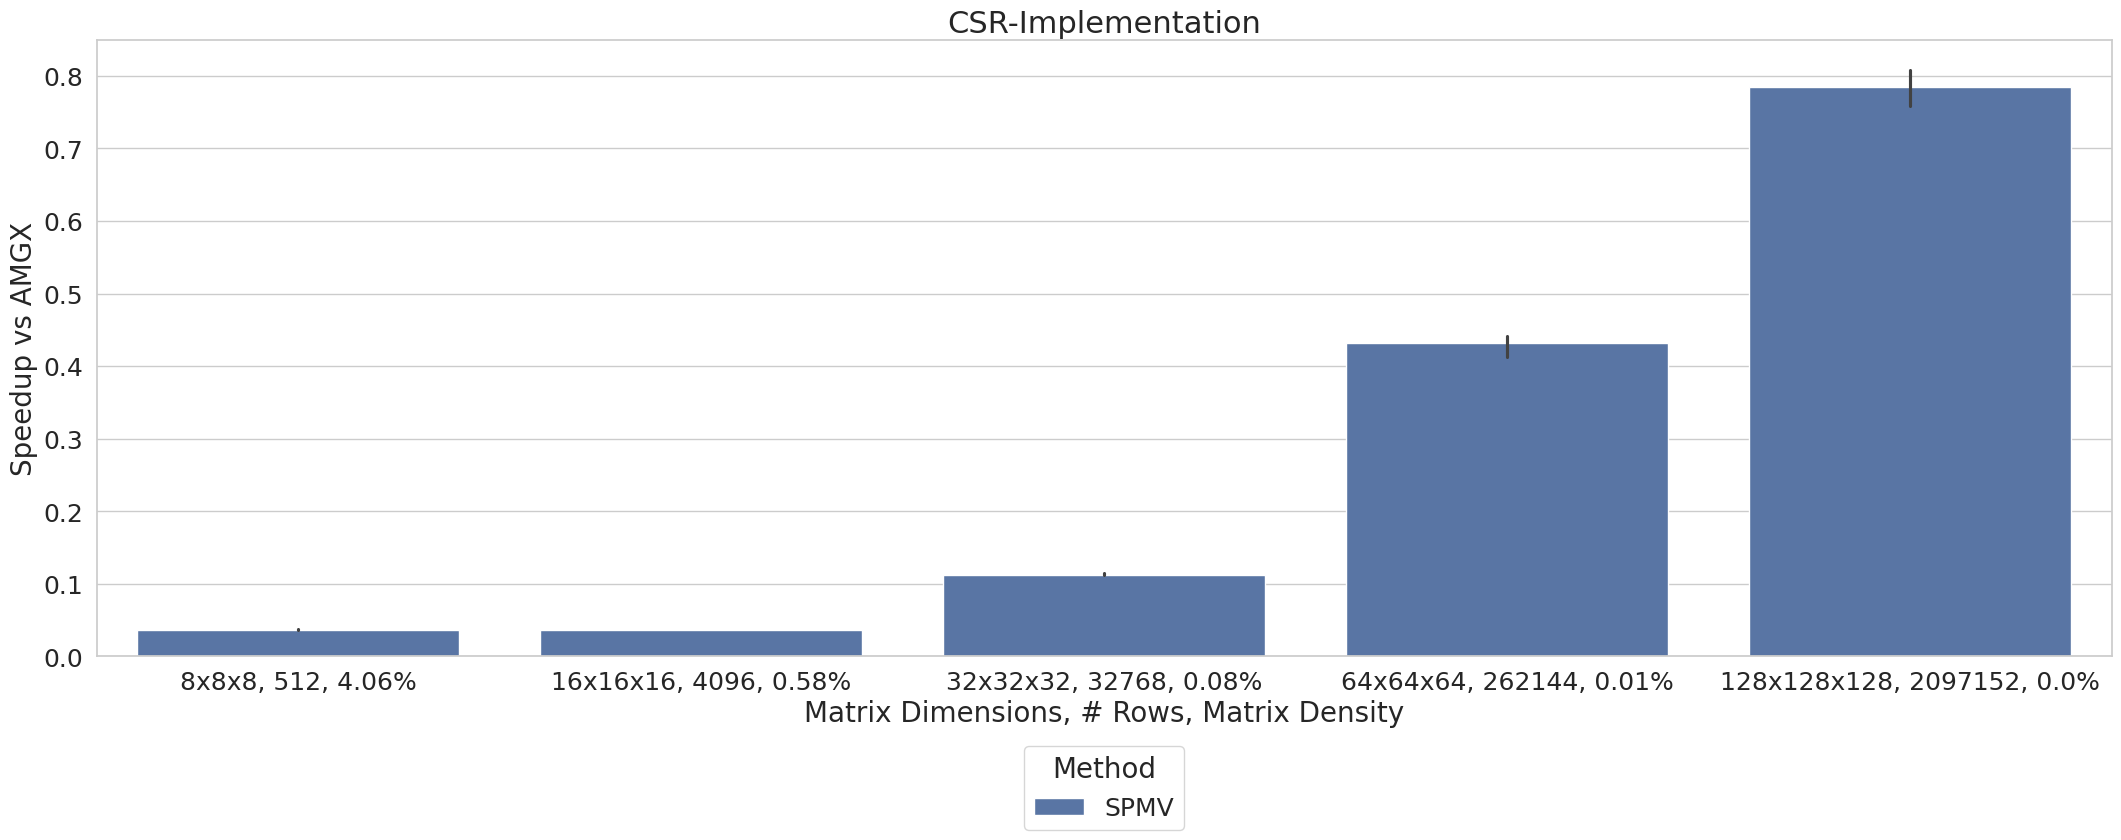 CSR-Implementation
Speedup vs AMGX
0.8
0.7
0.6
0.5
0.4
0.3
0.2
0.1
0.0
8x8x8, 512, 4.06%
16x16x16, 4096, 0.58%
32x32x32, 32768, 0.08%
64x64x64, 262144, 0.01%
128x128x128, 2097152, 0.0%
Matrix Dimensions, # Rows, Matrix Density
Method
SPMV